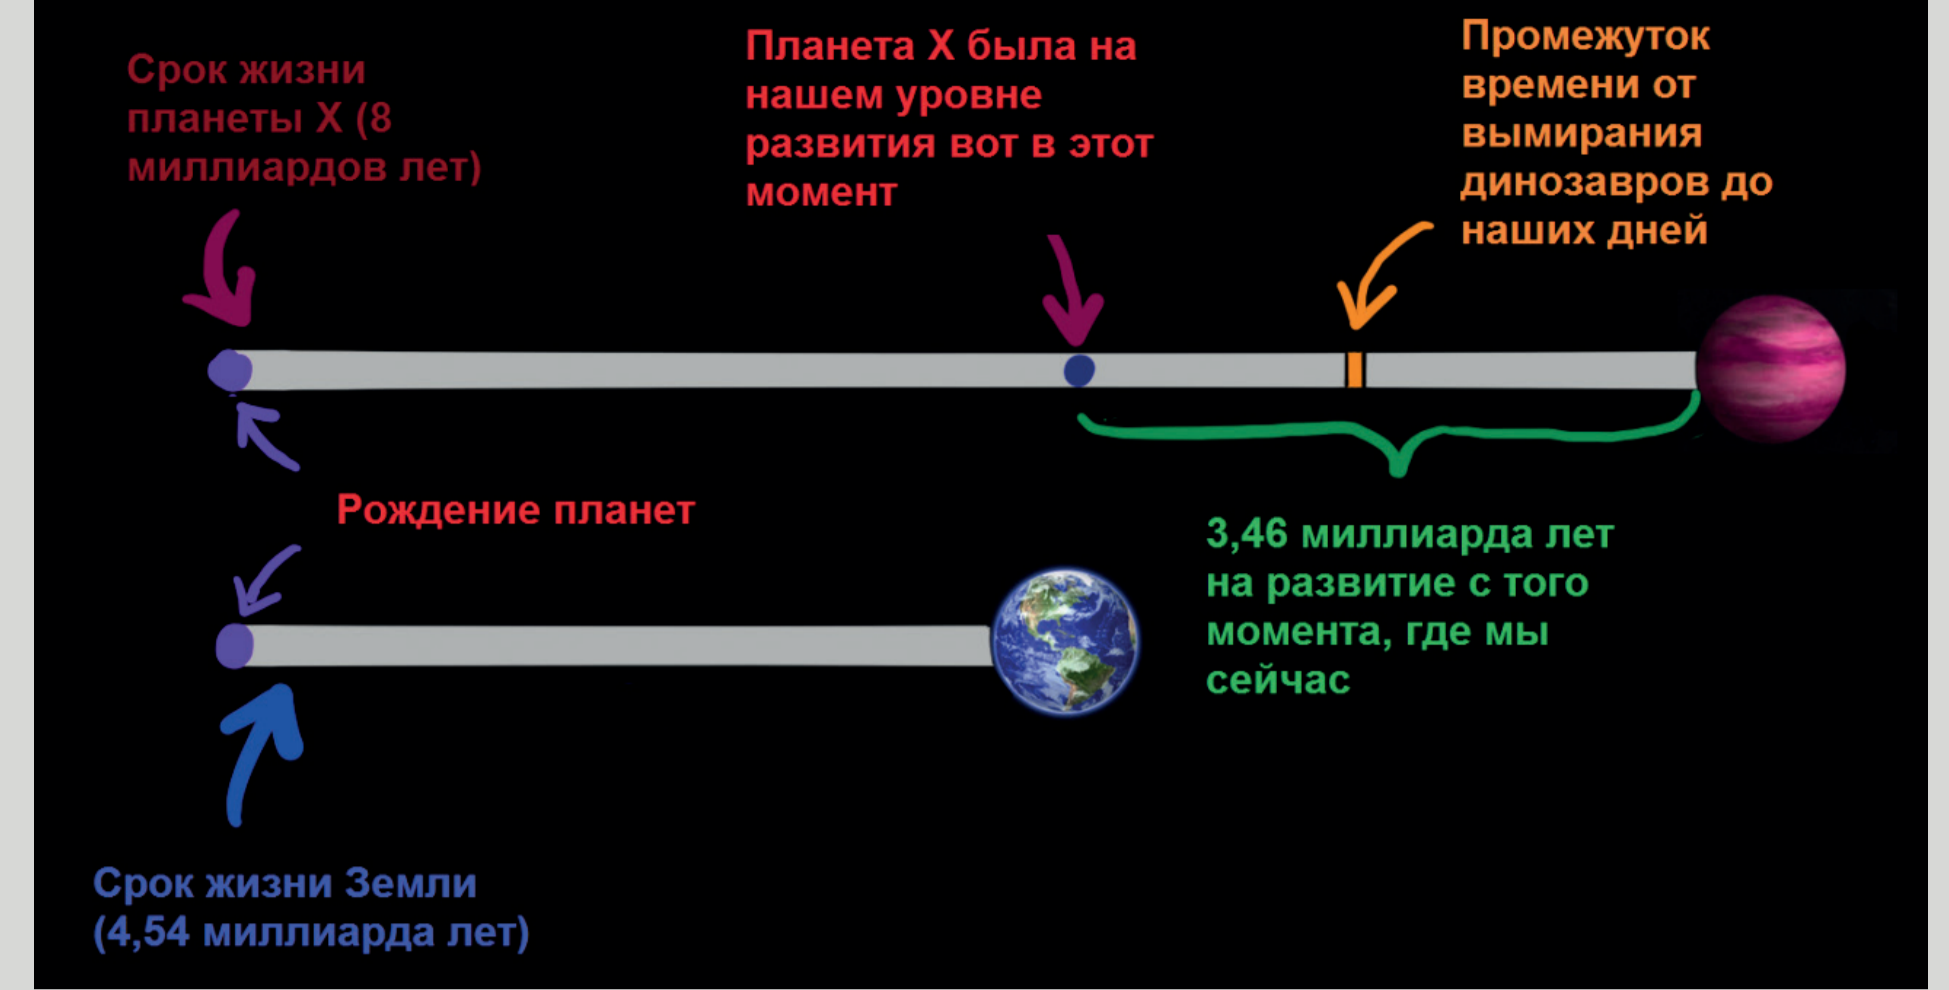 Срок жизни
планеты X (8
миллиардов лет)
Планета X была на
нашем уровне
развития вот в этот
момент
Промежуток
времени от
вымирания
динозавров до
наших дней
Рождение планет
3,46 миллиарда лет
на развитие с того
момента, где мы
сейчас
Срок жизни Земли
(4,54 миллиарда лет)